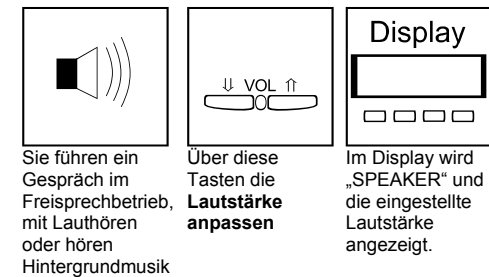 ⇓ VOL ⇑
Display
Sie führen ein
Gespräch im
Freisprechbetrieb,
mit Lauthören
oder hören
Hintergrundmusik
Über diese
Tasten die
Lautstärke
anpassen
Im Display wird
„SPEAKER“ und
die eingestellte
Lautstärke
angezeigt.